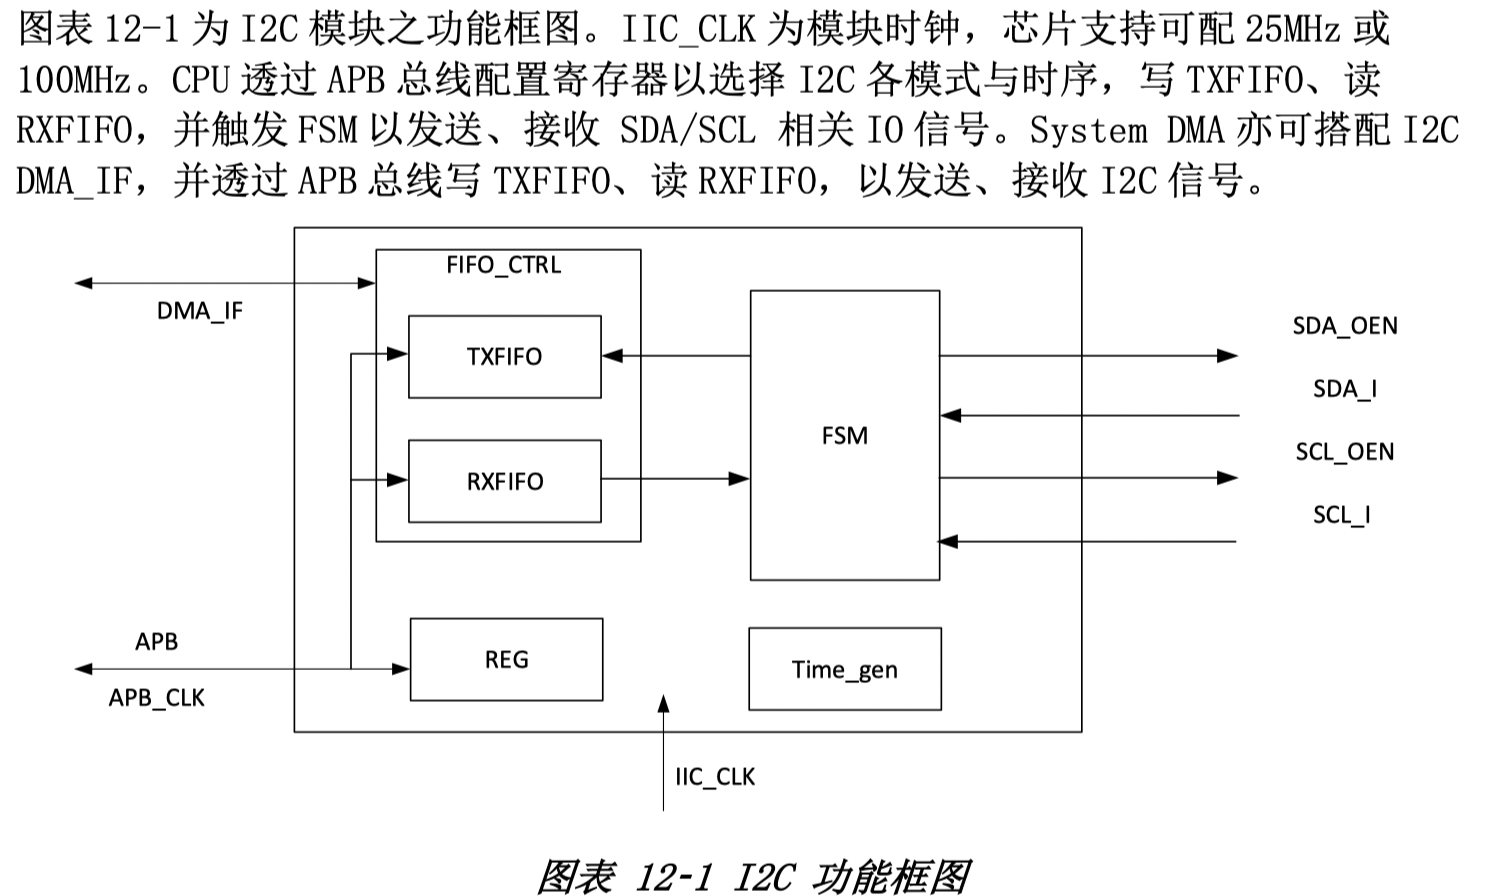 图表 12-1 为 I2C 模块之功能框图。IIC_CLK 为模块时钟，芯片支持可配 25MHz 或
100MHz。CPU 透过 APB 总线配置寄存器以选择 I2C 各模式与时序，写 TXFIFO、读
RXFIFO，并触发 FSM 以发送、接收 SDA/SCL 相关 IO 信号。System DMA 亦可搭配 I2C
DMA_IF，并透过 APB 总线写 TXFIFO、读 RXFIFO，以发送、接收 I2C 信号。
FIFO_CTRL
DMA_IF
TXFIFO
RXFIFO
FSM
SDA_OEN
SDA_I
SCL_OEN
SCL_I
APB
APB_CLK
REG
Time_gen
IIC_CLK
图表 12-1 I2C 功能框图